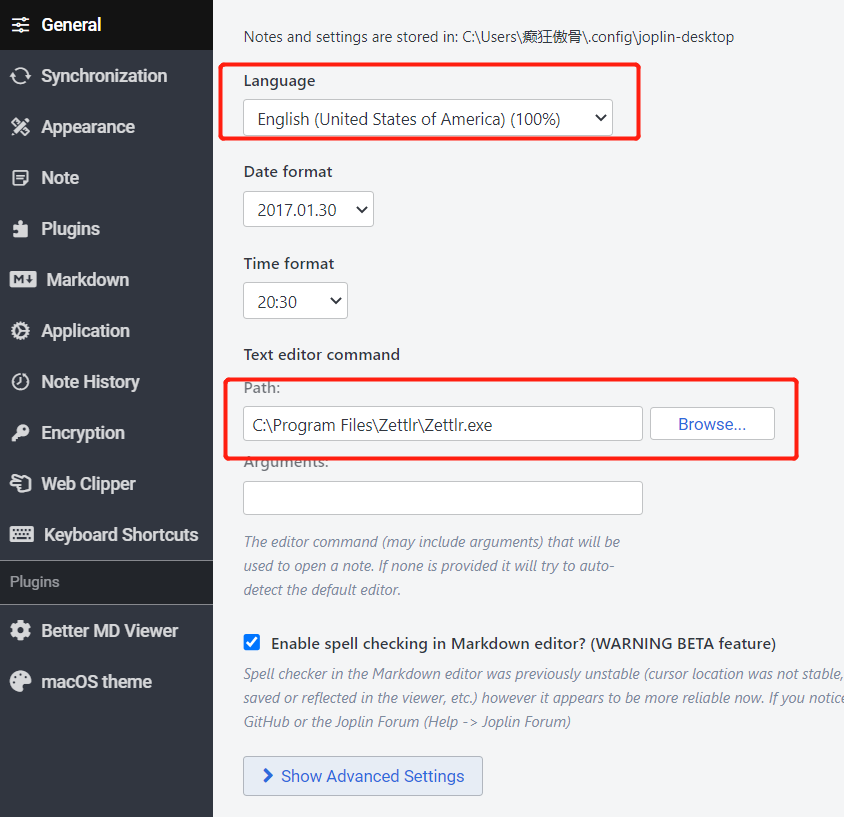 General
Synchronization
Appearance
Note
Plugins
Markdown
Application
Note History
Encryption
Web Clipper
Keyboard Shortcuts
Plugins
Better MD Viewer
macOS theme
Notes and settings are stored in: C:\Users\癫狂傲骨\.config\joplin-desktop
Language
English (United States of America) (100%)
Date format
2017.01.30
Time format
20:30
Text editor command
Path:
C:\Program Files\Zettlr\Zettlr.exe
Browse...
Arguments:
The editor command (may include arguments) that will be
used to open a note. If none is provided it will try to auto-
detect the default editor.
Enable spell checking in Markdown editor? (WARNING BETA feature)
Spell checker in the Markdown editor was previously unstable (cursor location was not stable,
saved or reflected in the viewer, etc.) however it appears to be more reliable now. If you notice
GitHub or the Joplin Forum (Help -> Joplin Forum)
Show Advanced Settings